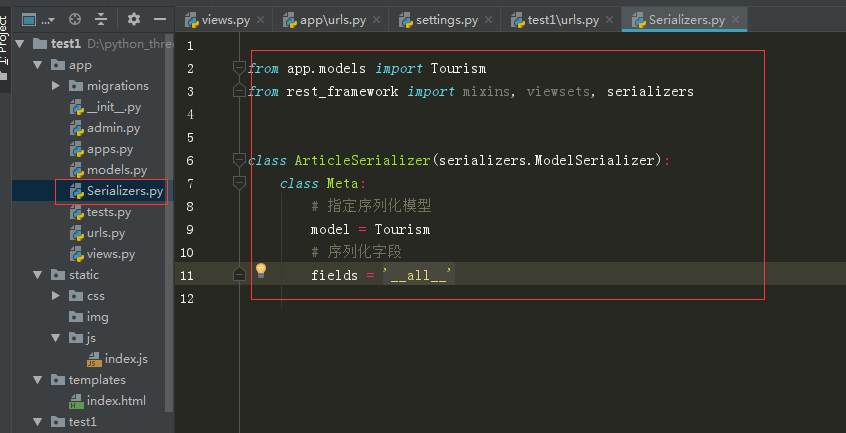 views.py
app\urls.py
settings.py
test1\urls.py
Serializers.py
1: Project
test1 D:\python_thre
app
migrations
__init__.py
admin.py
apps.py
models.py
Serializers.py
tests.py
urls.py
views.py
static
css
img
js
index.js
templates
index.html
test1
1
2 from app.models import Tourism
3 from rest_framework import mixins, viewsets, serializers
4
5
6 class ArticleSerializer(serializers.ModelSerializer):
7 class Meta:
8 # 指定序列化模型
9 model = Tourism
10 # 序列化字段
11 fields = '__all__'
12